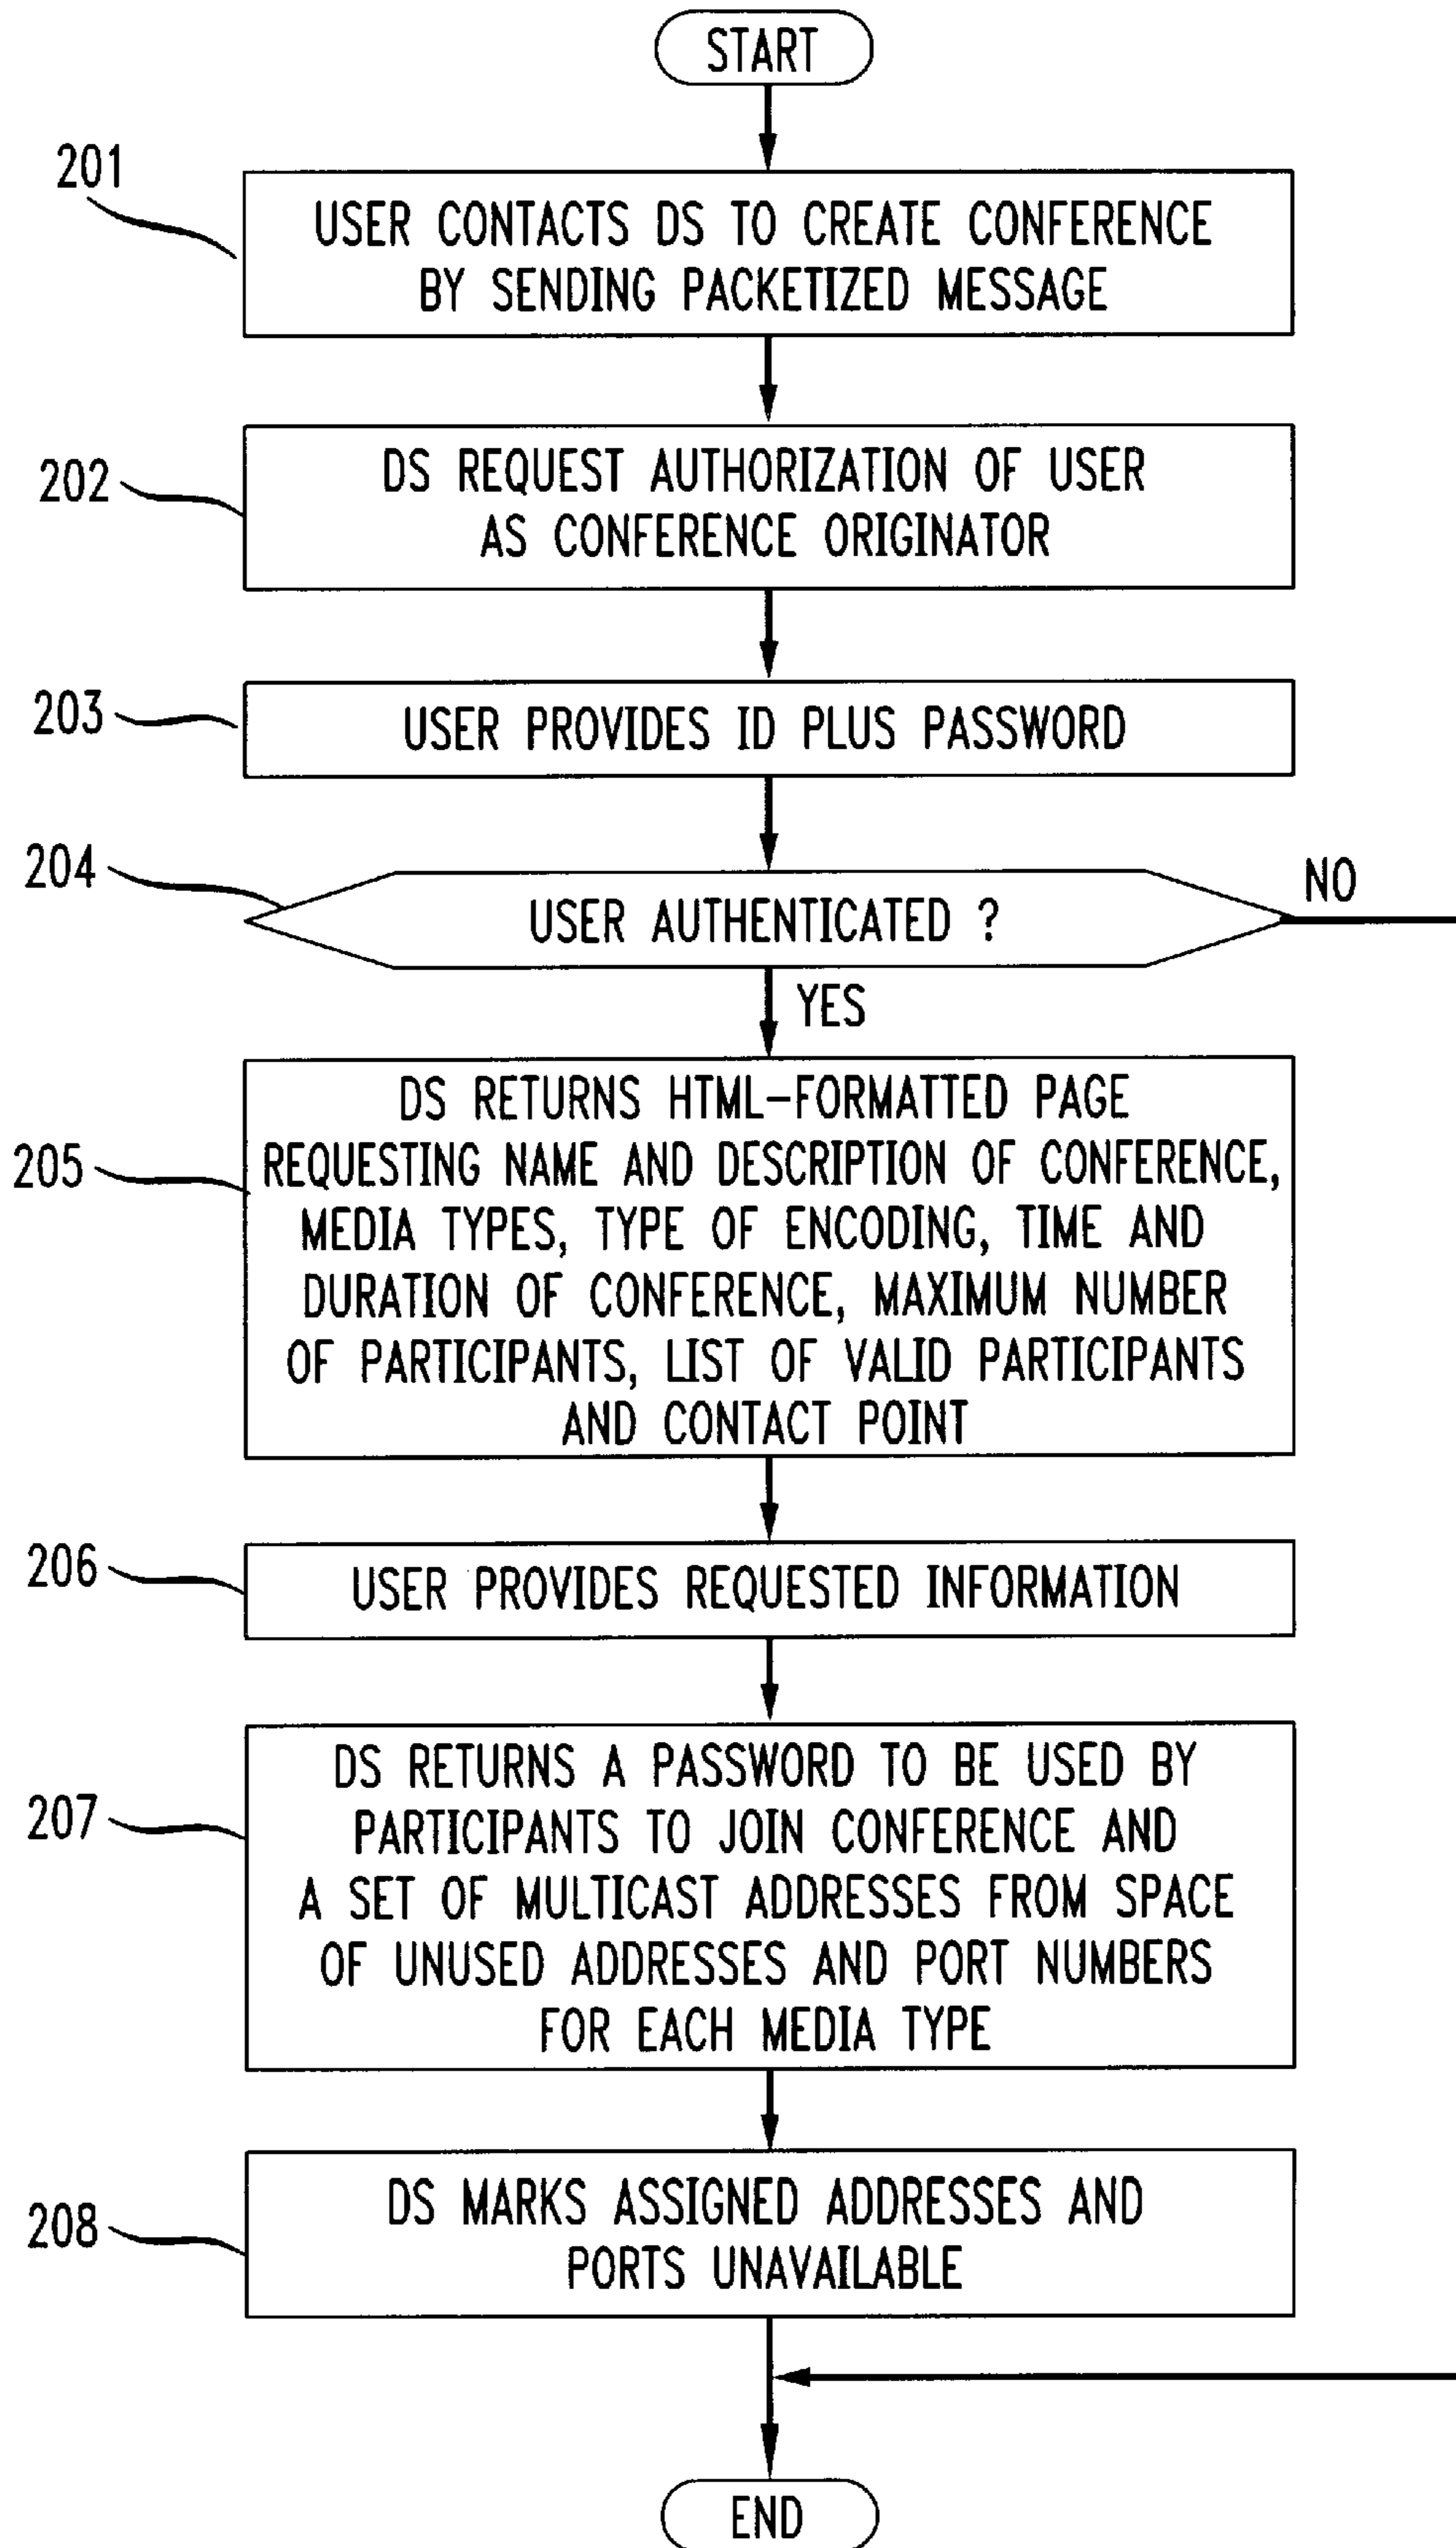 START
201
USER CONTACTS DS TO CREATE CONFERENCE
BY SENDING PACKETIZED MESSAGE
202
DS REQUEST AUTHORIZATION OF USER
AS CONFERENCE ORIGINATOR
203
USER PROVIDES ID PLUS PASSWORD
204
USER AUTHENTICATED ?
NO
YES
205
DS RETURNS HTML-FORMATTED PAGE
REQUESTING NAME AND DESCRIPTION OF CONFERENCE,
MEDIA TYPES, TYPE OF ENCODING, TIME AND
DURATION OF CONFERENCE, MAXIMUM NUMBER
OF PARTICIPANTS, LIST OF VALID PARTICIPANTS
AND CONTACT POINT
206
USER PROVIDES REQUESTED INFORMATION
207
DS RETURNS A PASSWORD TO BE USED BY
PARTICIPANTS TO JOIN CONFERENCE AND
A SET OF MULTICAST ADDRESSES FROM SPACE
OF UNUSED ADDRESSES AND PORT NUMBERS
FOR EACH MEDIA TYPE
208
DS MARKS ASSIGNED ADDRESSES AND
PORTS UNAVAILABLE
END